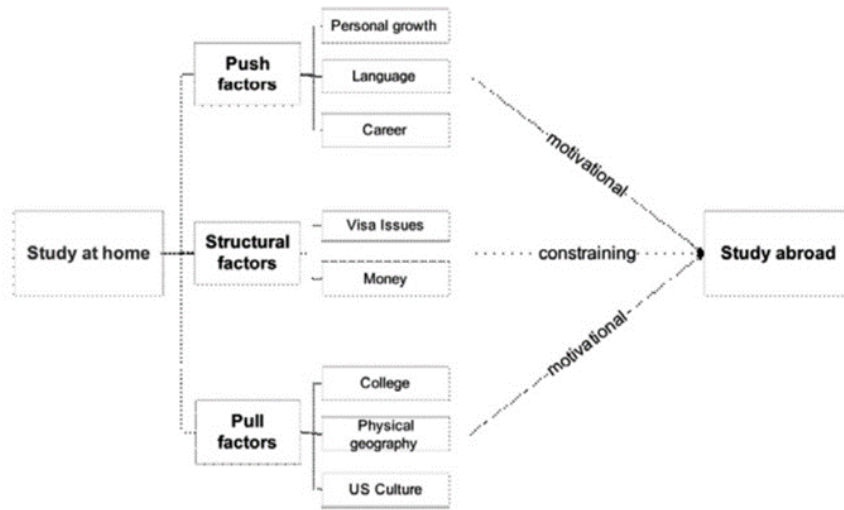 Personal growth
Push
factors
Language
Career
motivational
Study at home
Structural
factors
Visa Issues
Money
constraining
Study abroad
motivational
College
Pull
factors
Physical
geography
US Culture